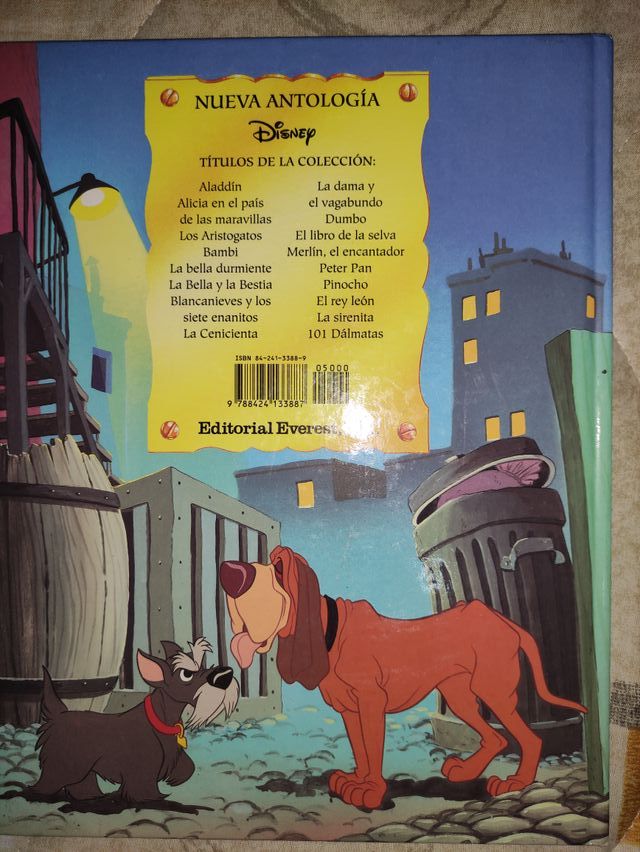 NUEVA ANTOLOGÍA
Disney
TÍTULOS DE LA COLECCIÓN:
Aladdín
Alicia en el país
de las maravillas
Los Aristogatos
Bambi
La bella durmiente
La Bella y la Bestia
Blancanieves y los
siete enanitos
La Cenicienta
La dama y
el vagabundo
Dumbo
El libro de la selva
Merlín, el encantador
Peter Pan
Pinocho
El rey león
La sirenita
101 Dálmatas
ISBN 84-241-3388-9
05000
9 788424 133887
Editorial Everest